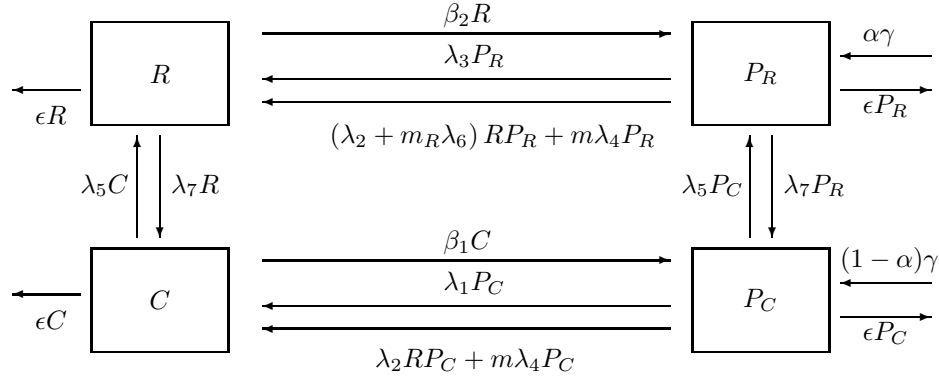 β₂R
R
λ₃P_R
P_R
αγ
ϵR
ϵP_R
(λ₂ + m_Rλ₆) RP_R + mλ₄P_R
λ₅C
λ₇R
λ₅P_C
λ₇P_R
β₁C
C
λ₁P_C
P_C
(1 − α)γ
ϵC
ϵP_C
λ₂RP_C + mλ₄P_C